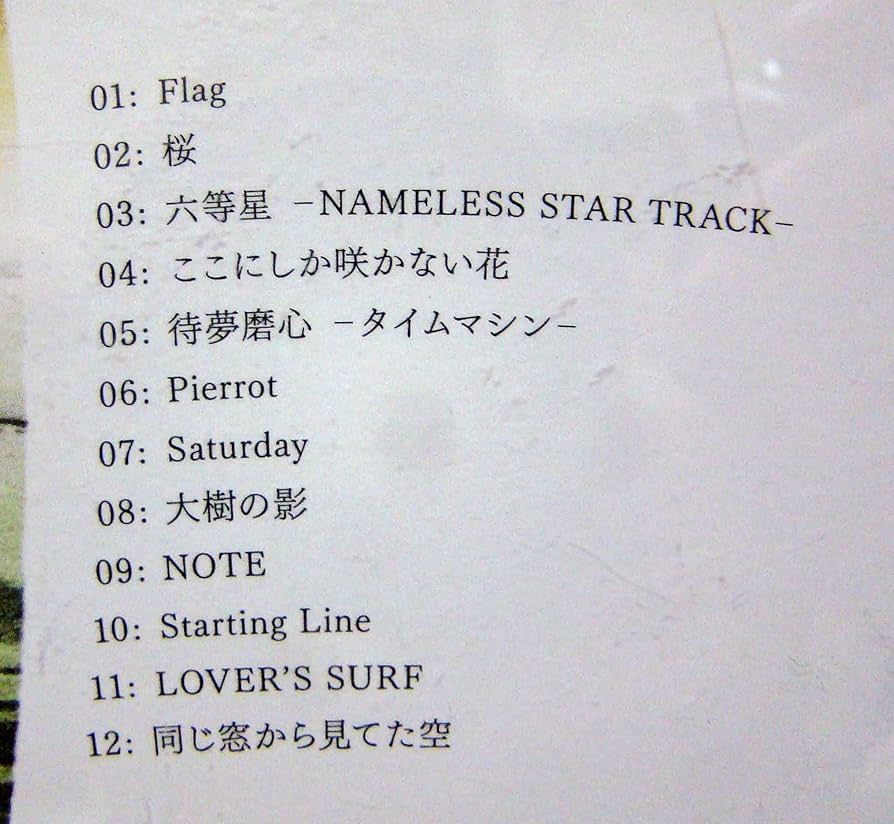 01: Flag
02: 桜
03: 六等星 −NAMELESS STAR TRACK−
04: ここにしか咲かない花
05: 待夢磨心 −タイムマシン−
06: Pierrot
07: Saturday
08: 大樹の影
09: NOTE
10: Starting Line
11: LOVER'S SURF
12: 同じ窓から見てた空